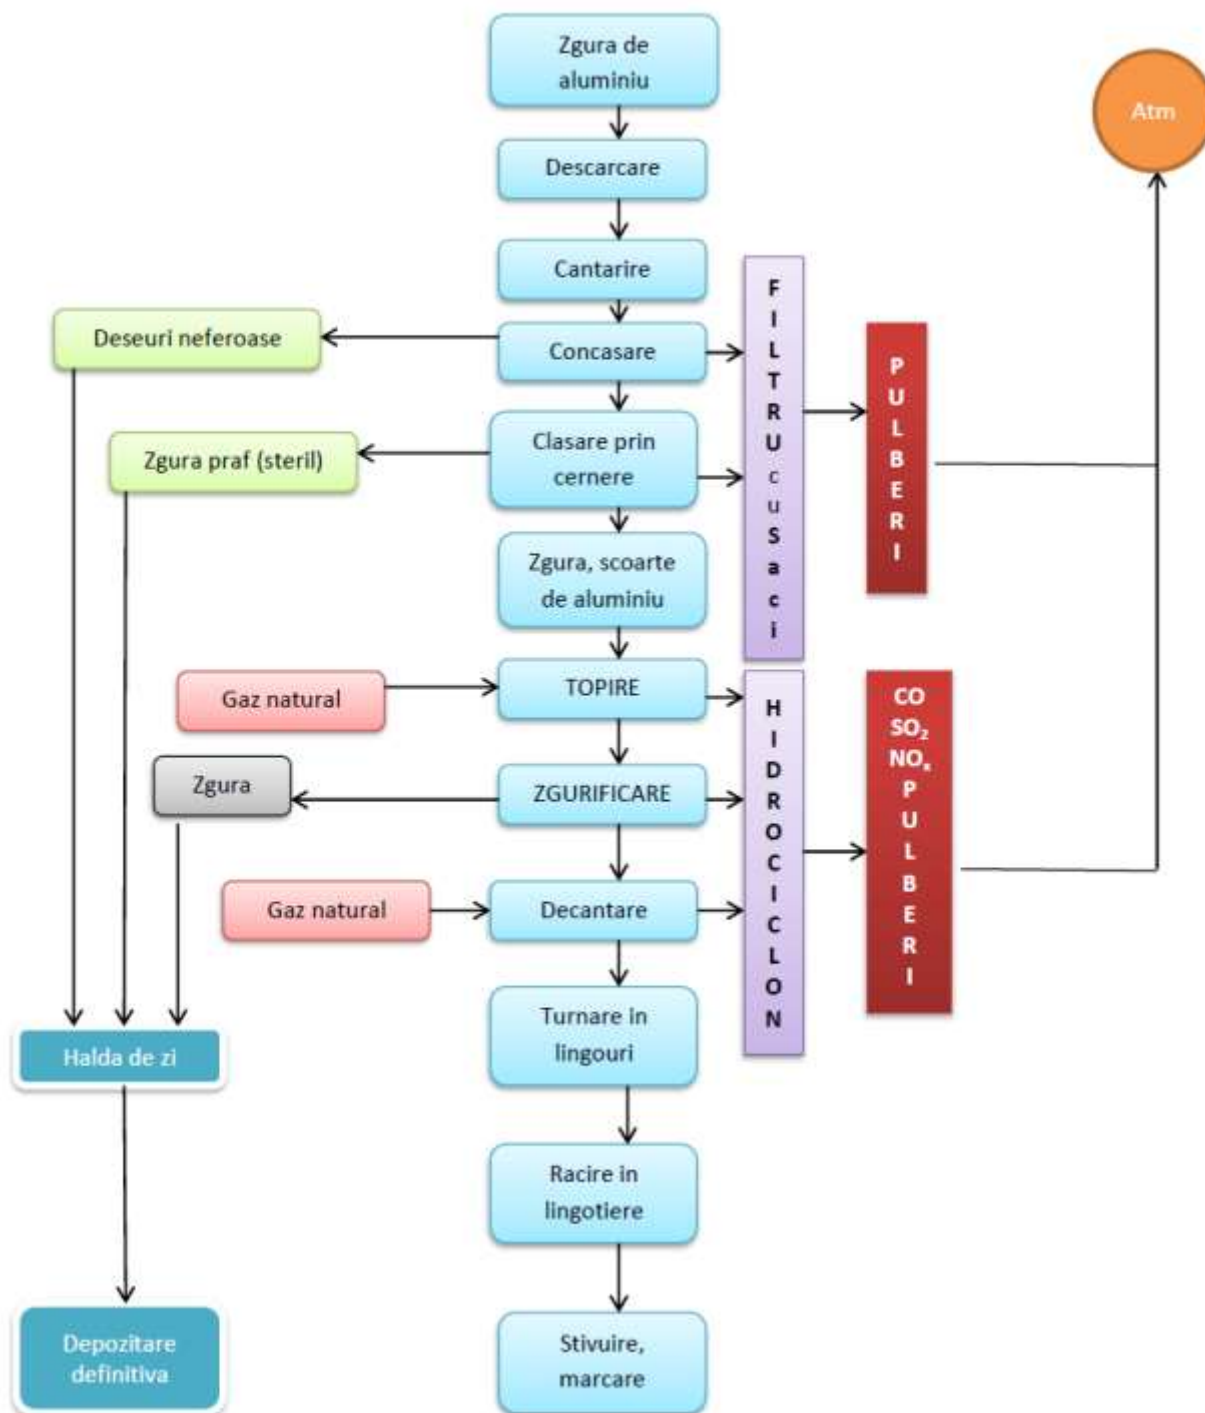 Zgura de
aluminiu
Atm
Descarcare
Cantarire
Deseuri neferoase
Concasare
FILTRU cu Saci
PULBERI
Zgura praf (steril)
Clasare prin
cernere
Zgura, scoarte
de aluminiu
Gaz natural
TOPIRE
HIDROCICLON
CO
SO₂
NOₓ
PULBERI
Zgura
ZGURIFICARE
Gaz natural
Decantare
Turnare in
lingouri
Halda de zi
Racire in
lingotiere
Depozitare
definitiva
Stivuire,
marcare